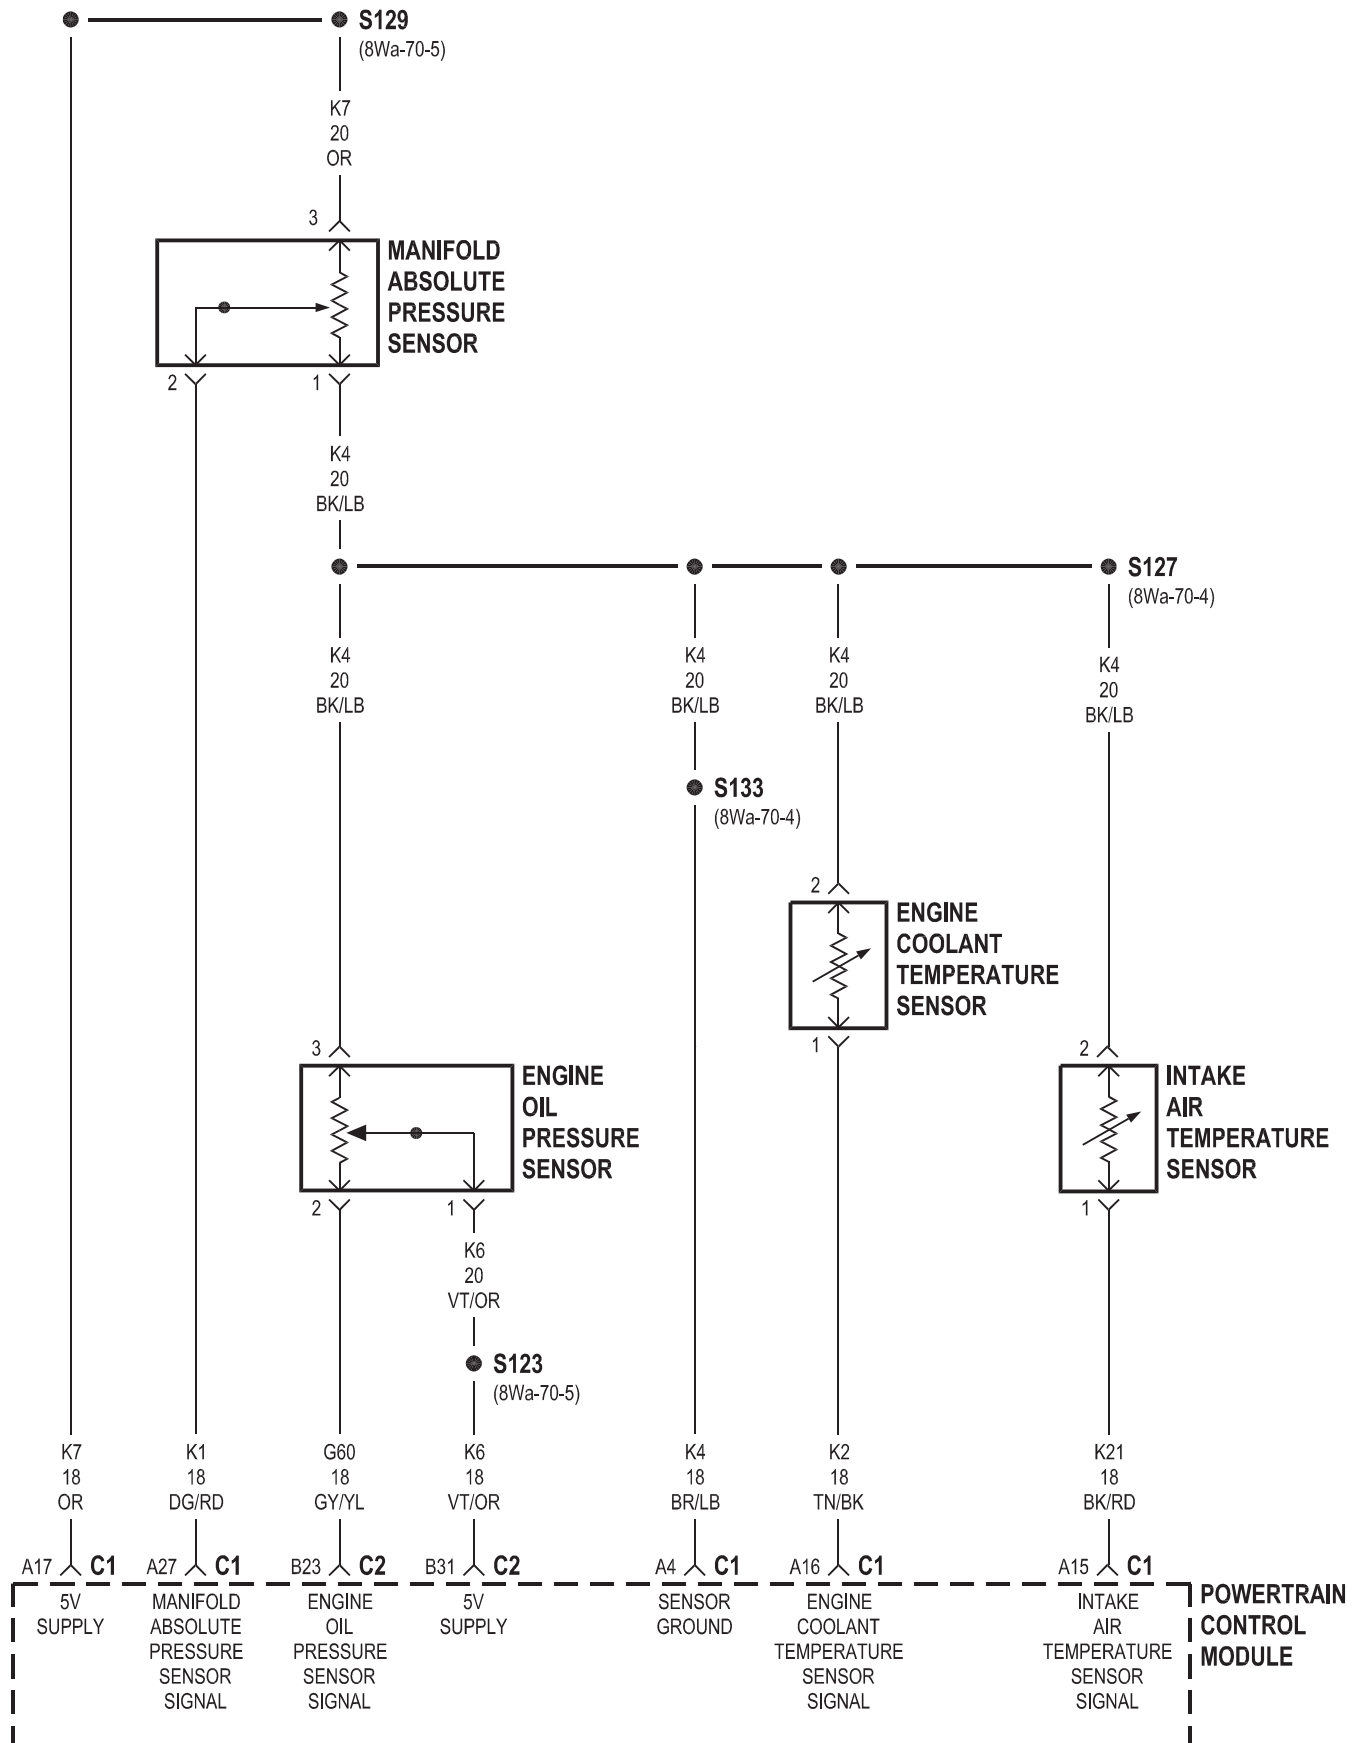 S129
(8Wa-70-5)
K7
20
OR
3
MANIFOLD
ABSOLUTE
PRESSURE
SENSOR
2
1
K4
20
BK/LB
S127
(8Wa-70-4)
K4
20
BK/LB
K4
20
BK/LB
K4
20
BK/LB
K4
20
BK/LB
S133
(8Wa-70-4)
2
ENGINE
COOLANT
TEMPERATURE
SENSOR
1
3
ENGINE
OIL
PRESSURE
SENSOR
2
1
2
INTAKE
AIR
TEMPERATURE
SENSOR
1
K6
20
VT/OR
S123
(8Wa-70-5)
K7
18
OR
K1
18
DG/RD
G60
18
GY/YL
K6
18
VT/OR
K4
18
BR/LB
K2
18
TN/BK
K21
18
BK/RD
A17 C1
A27 C1
B23 C2
B31 C2
A4 C1
A16 C1
A15 C1
5V
SUPPLY
MANIFOLD
ABSOLUTE
PRESSURE
SENSOR
SIGNAL
ENGINE
OIL
PRESSURE
SENSOR
SIGNAL
5V
SUPPLY
SENSOR
GROUND
ENGINE
COOLANT
TEMPERATURE
SENSOR
SIGNAL
INTAKE
AIR
TEMPERATURE
SENSOR
SIGNAL
POWERTRAIN
CONTROL
MODULE